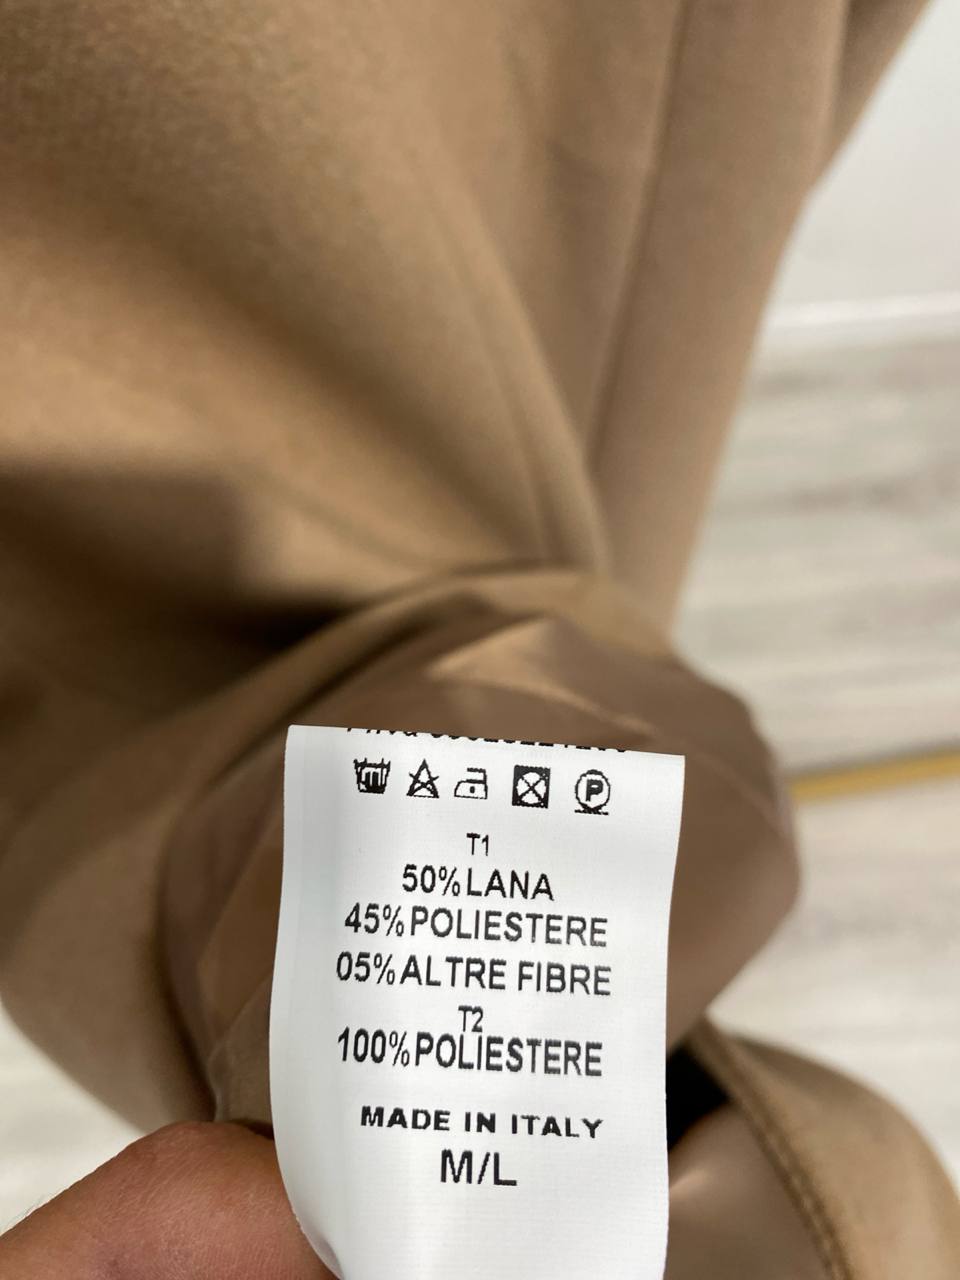 T1
50% LANA
45% POLIESTERE
05% ALTRE FIBRE
T2
100% POLIESTERE
MADE IN ITALY
M/L